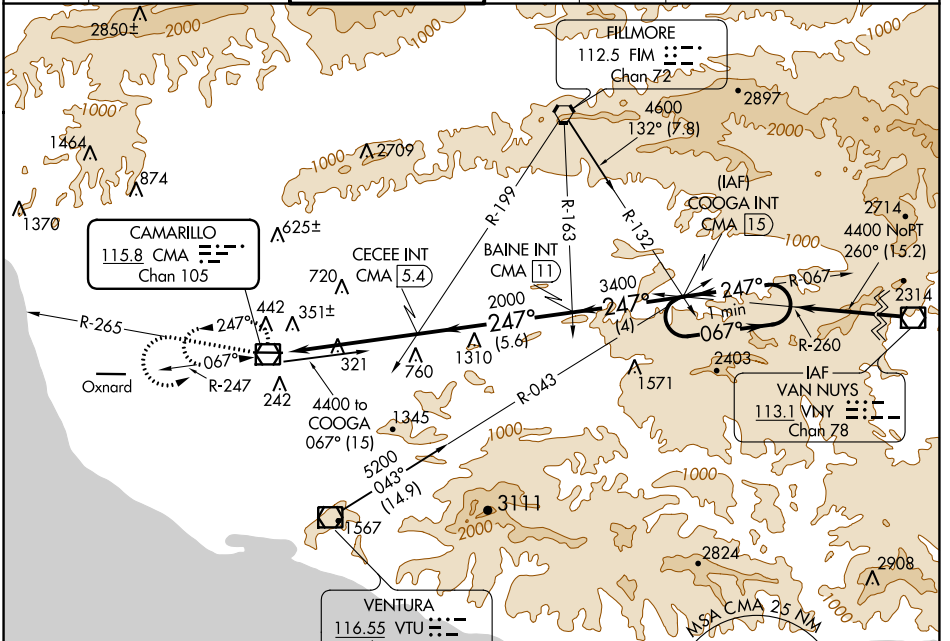 2850±
2000
1000
1000
FILLMORE
112.5 FIM
Chan 72
4600
132° (7.8)
2897
2000
1000
1464
874
1370
1000
2709
R-199
R-163
R-132
(IAF)
COOGA INT
CMA 15
2714
4400 NoPT
260° (15.2)
1000
CAMARILLO
115.8 CMA
Chan 105
625±
CECEE INT
CMA 5.4
BAINE INT
CMA 11
720
442
351±
2000
247°
(5.6)
3400
247°
(4)
247°
1 min
067°
R-067
2314
R-265
247°
067°
R-247
Oxnard
321
242
760
1310
R-043
1571
2403
R-260
4400 to
COOGA
067° (15)
1345
IAF
VAN NUYS
113.1 VNY
Chan 78
5200
043°
(14.9)
1000
1000
3111
2000
1567
2824
2908
VENTURA
116.55 VTU
MSA CMA 25 NM